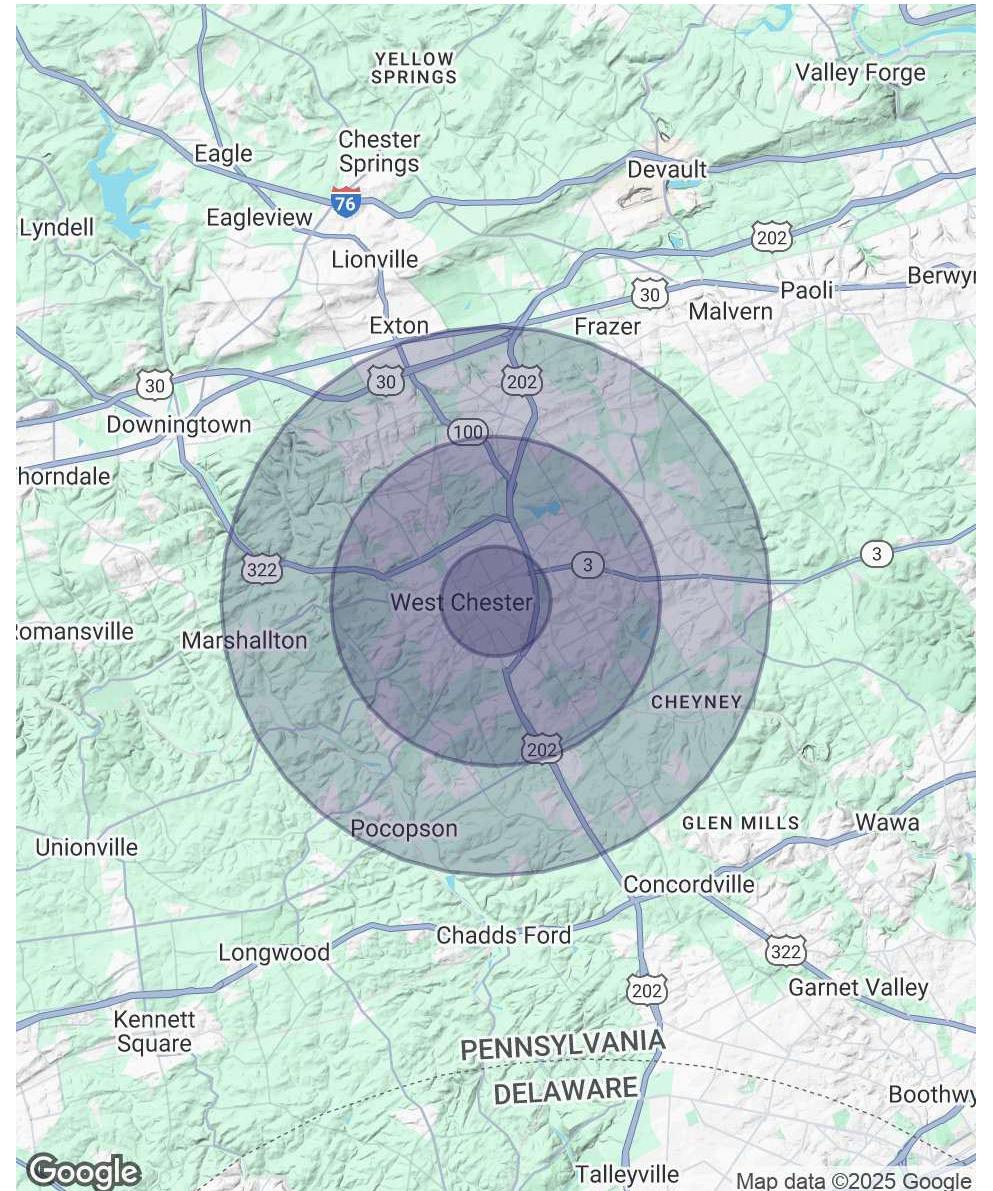 YELLOW
SPRINGS
Valley Forge
Chester
Springs
Eagle
Devault
76
Eagleview
Lyndell
202
Lionville
Berwyn
Paoli
30
Malvern
Exton
Frazer
30
30
202
Downingtown
100
horndale
3
3
322
West Chester
Romansville
Marshallton
CHEYNEY
202
GLEN MILLS
Wawa
Pocopson
Unionville
Concordville
Chadds Ford
Longwood
322
202
Garnet Valley
Kennett
Square
PENNSYLVANIA
DELAWARE
Boothwy
Talleyville
Google
Map data ©2025 Google